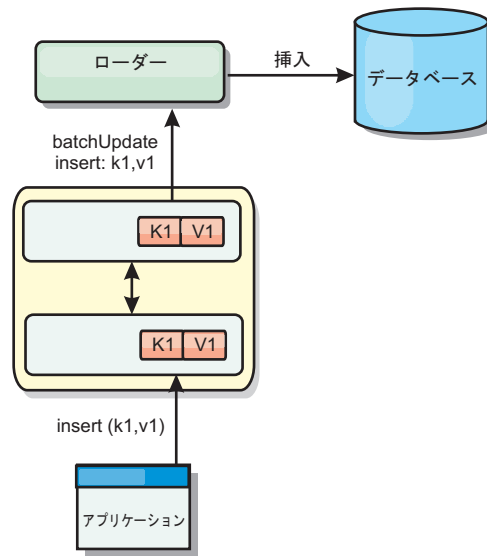 ローダー
挿入
データベース
batchUpdate
insert: k1,v1
K1 V1
K1 V1
insert (k1,v1)
アプリケーション